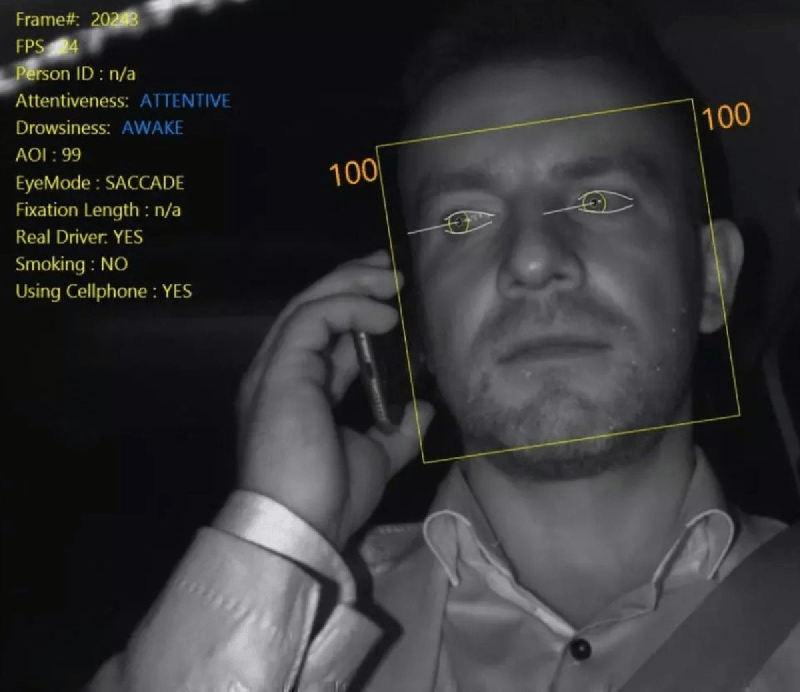 Frame#: 20243
FPS : 24
Person ID : n/a
Attentiveness: ATTENTIVE
Drowsiness: AWAKE
AOI : 99
EyeMode : SACCADE
Fixation Length : n/a
Real Driver: YES
Smoking : NO
Using Cellphone : YES
100
100